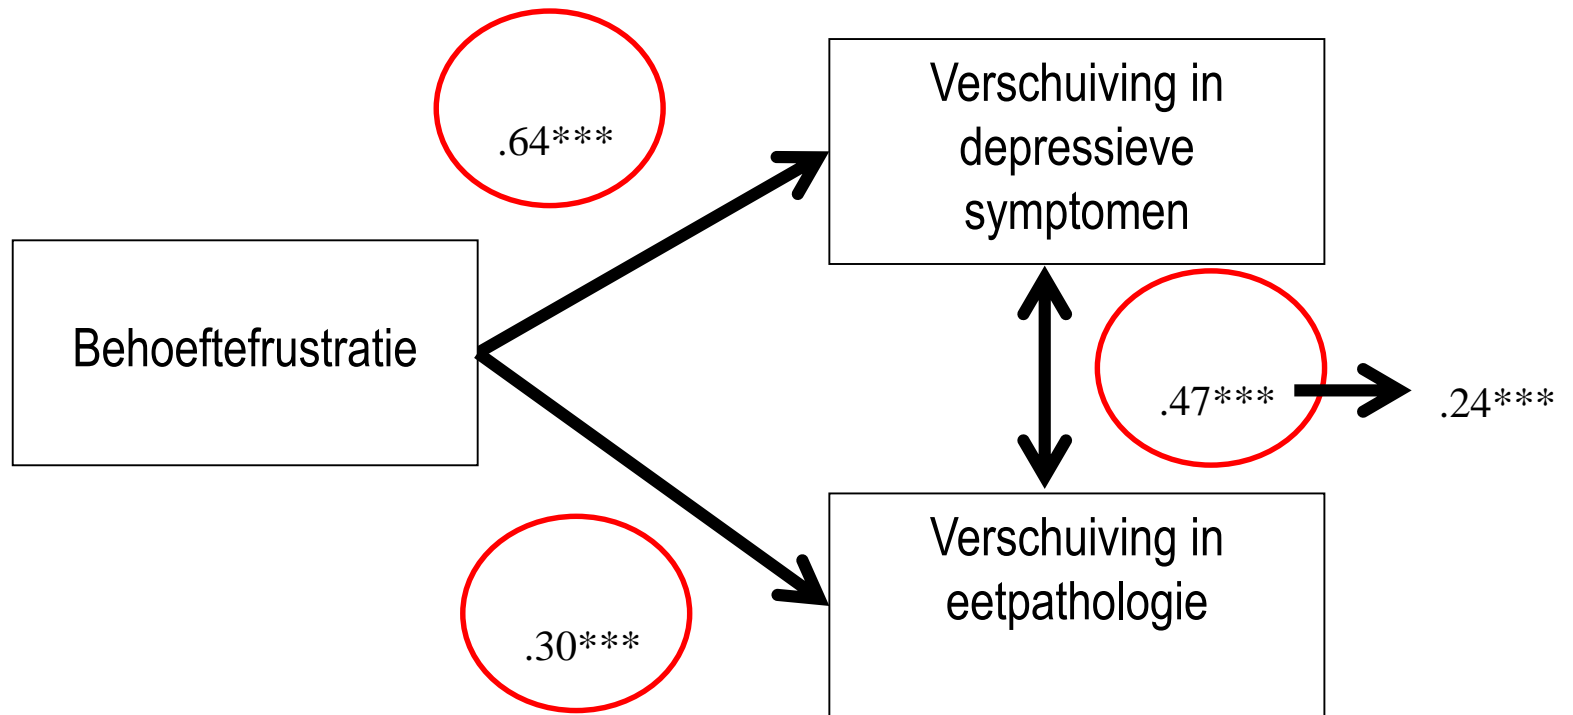 .64***
Verschuiving in
depressieve
symptomen
Behoeftefrustratie
.47***
.24***
.30***
Verschuiving in
eetpathologie